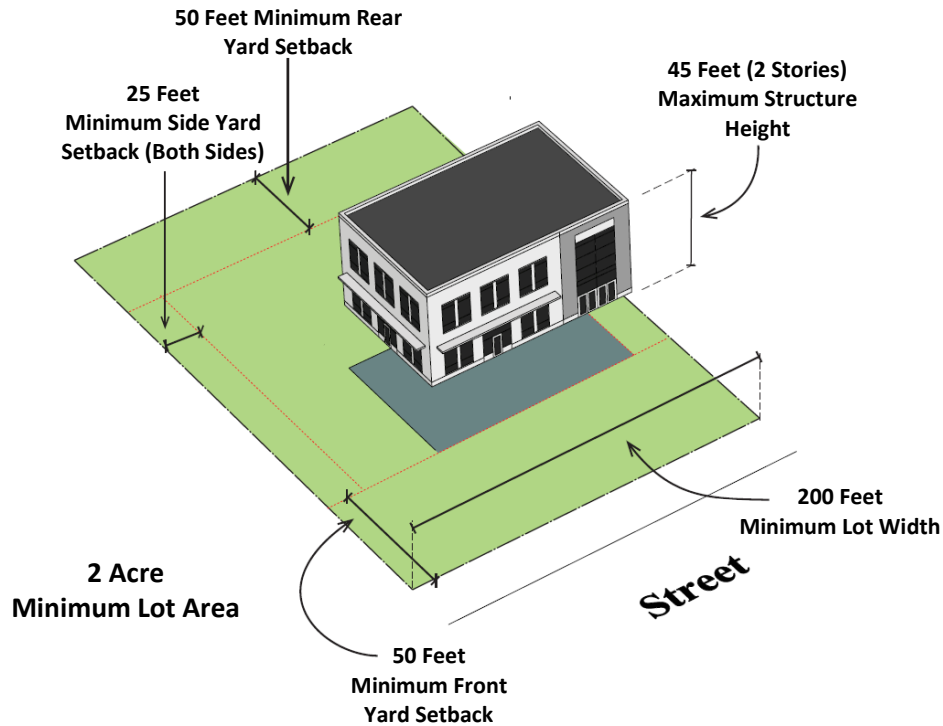 50 Feet Minimum Rear
Yard Setback
45 Feet (2 Stories)
Maximum Structure
Height
25 Feet
Minimum Side Yard
Setback (Both Sides)
200 Feet
Minimum Lot Width
Street
2 Acre
Minimum Lot Area
50 Feet
Minimum Front
Yard Setback